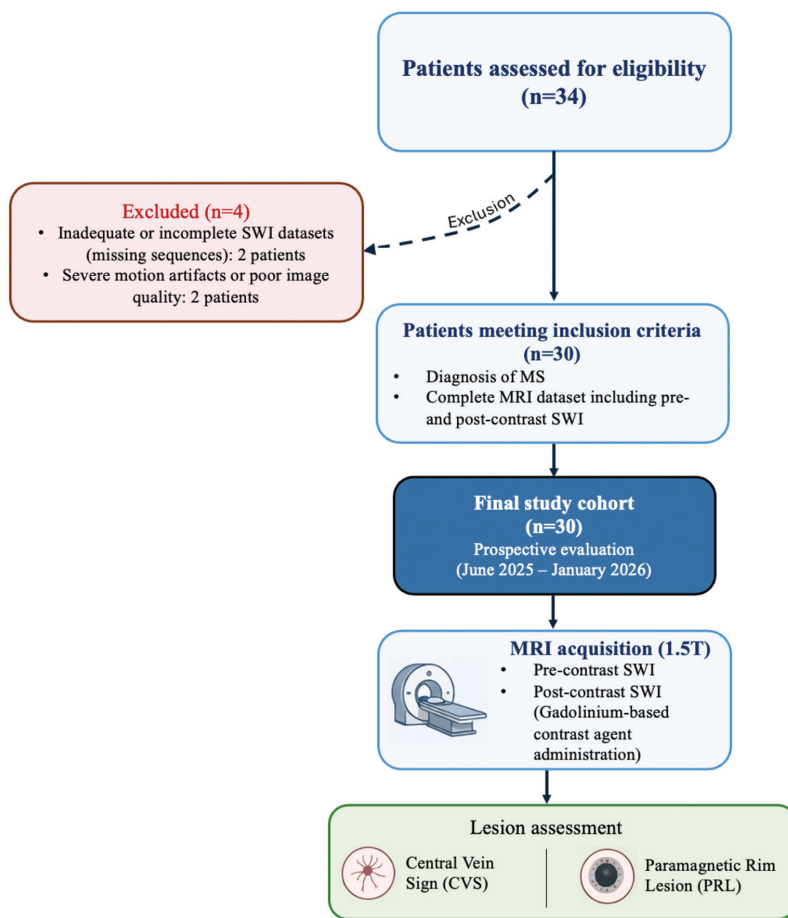 Patients assessed for eligibility
(n=34)
Exclusion
Excluded (n=4)
• Inadequate or incomplete SWI datasets
(missing sequences): 2 patients
• Severe motion artifacts or poor image
quality: 2 patients
Patients meeting inclusion criteria
(n=30)
• Diagnosis of MS
• Complete MRI dataset including pre-
and post-contrast SWI
Final study cohort
(n=30)
Prospective evaluation
(June 2025 – January 2026)
MRI acquisition (1.5T)
• Pre-contrast SWI
• Post-contrast SWI
(Gadolinium-based
contrast agent
administration)
Lesion assessment
Central Vein
Sign (CVS)
Paramagnetic Rim
Lesion (PRL)